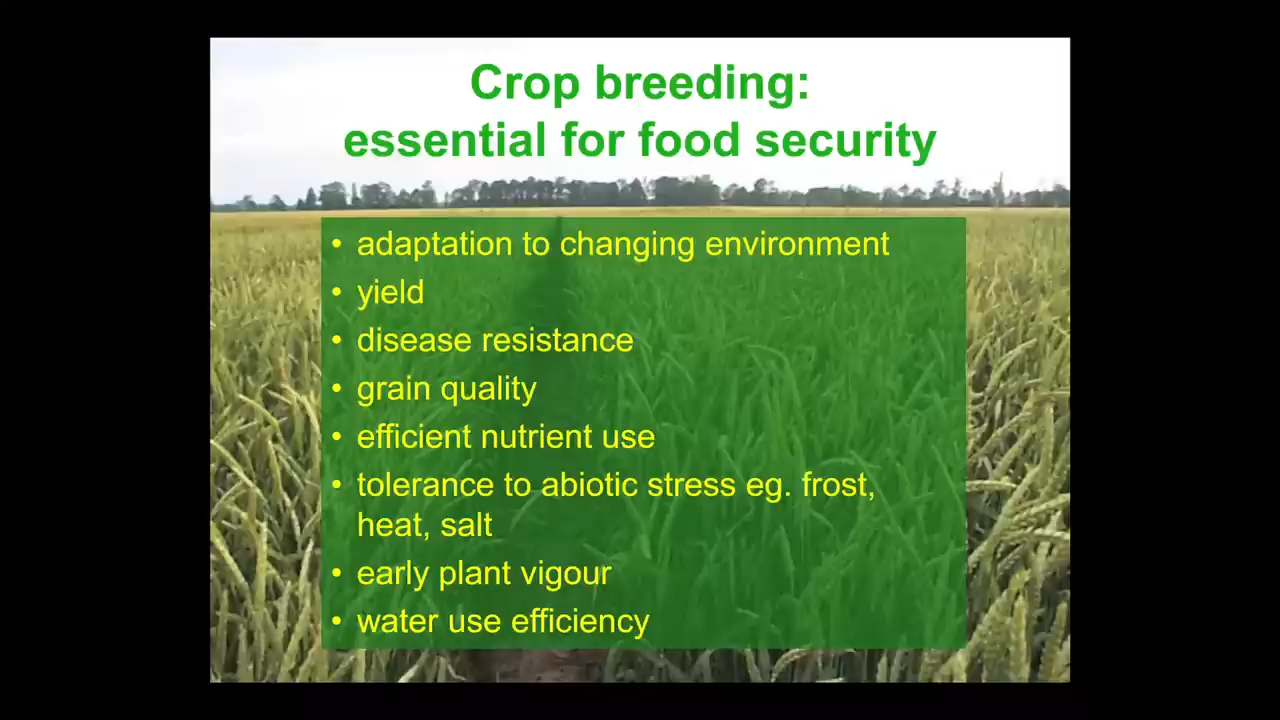 Crop breeding:
essential for food security
• adaptation to changing environment
• yield
• disease resistance
• grain quality
• efficient nutrient use
• tolerance to abiotic stress eg. frost,
heat, salt
• early plant vigour
• water use efficiency